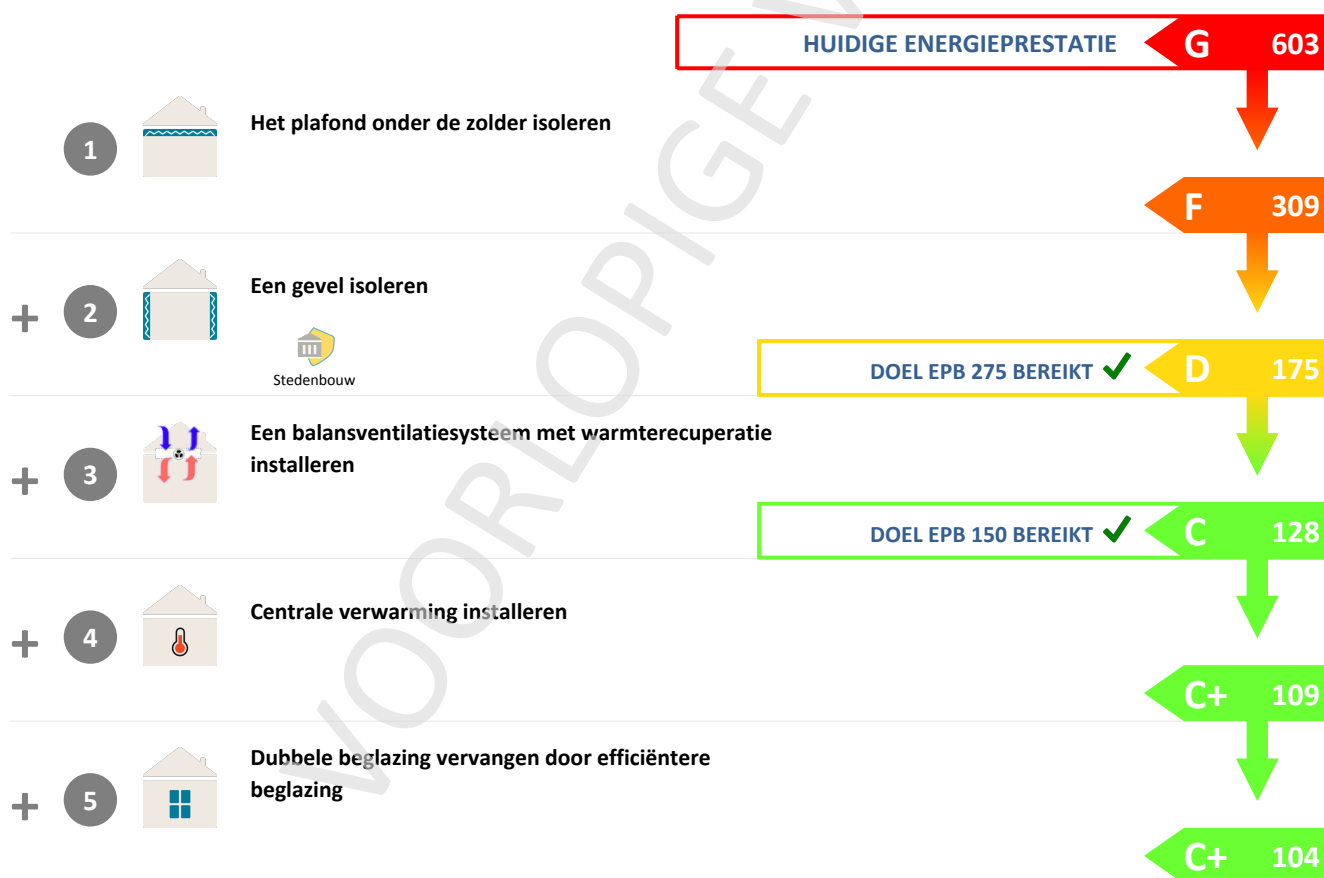 HUIDIGE ENERGIEPRESTATIE G 603
1 Het plafond onder de zolder isoleren
F 309
+ 2 Een gevel isoleren
Stedenbouw
DOEL EPB 275 BEREIKT ✓ D 175
+ 3 Een balansventilatiesysteem met warmterecuperatie
installeren
DOEL EPB 150 BEREIKT ✓ C 128
+ 4 Centrale verwarming installeren
C+ 109
+ 5 Dubbele beglazing vervangen door efficiëntere
beglazing
C+ 104
VOORLOPIGE V